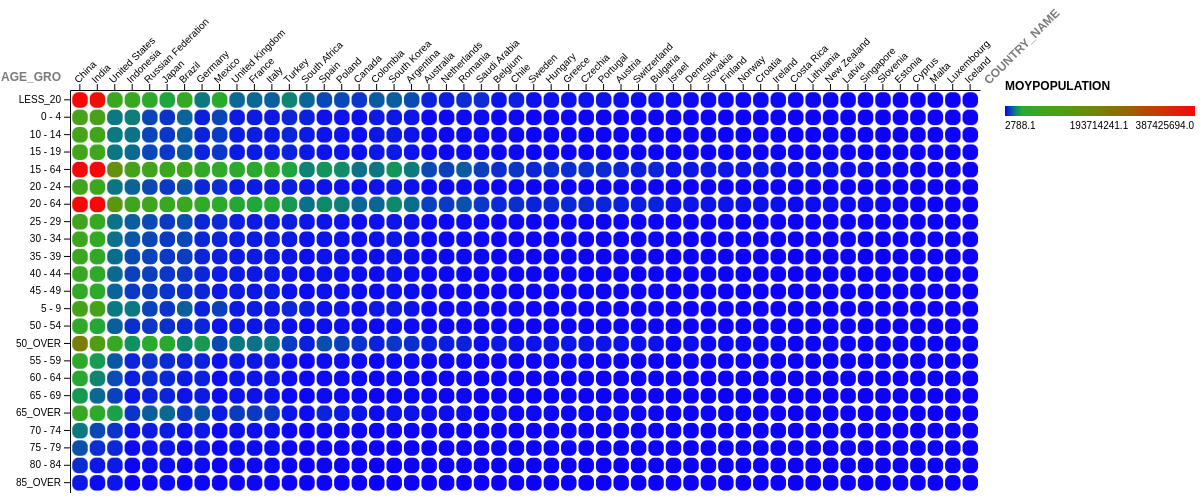 China
India
United States
Indonesia
Russian Federation
Japan
Brazil
Germany
Mexico
United Kingdom
France
Italy
Turkey
South Africa
Spain
Poland
Canada
Colombia
South Korea
Argentina
Australia
Netherlands
Romania
Saudi Arabia
Belgium
Chile
Sweden
Hungary
Greece
Czechia
Portugal
Austria
Switzerland
Bulgaria
Israel
Denmark
Slovakia
Finland
Norway
Croatia
Costa Rica
Ireland
Lithuania
New Zealand
Latvia
Singapore
Slovenia
Estonia
Cyprus
Malta
Luxembourg
Iceland
COUNTRY_NAME
AGE_GRO
LESS_20
0 - 4
10 - 14
15 - 19
15 - 64
20 - 24
20 - 64
25 - 29
30 - 34
35 - 39
40 - 44
45 - 49
5 - 9
50 - 54
50_OVER
55 - 59
60 - 64
65 - 69
65_OVER
70 - 74
75 - 79
80 - 84
85_OVER
MOYPOPULATION
2788.1 193714241.1 387425694.0